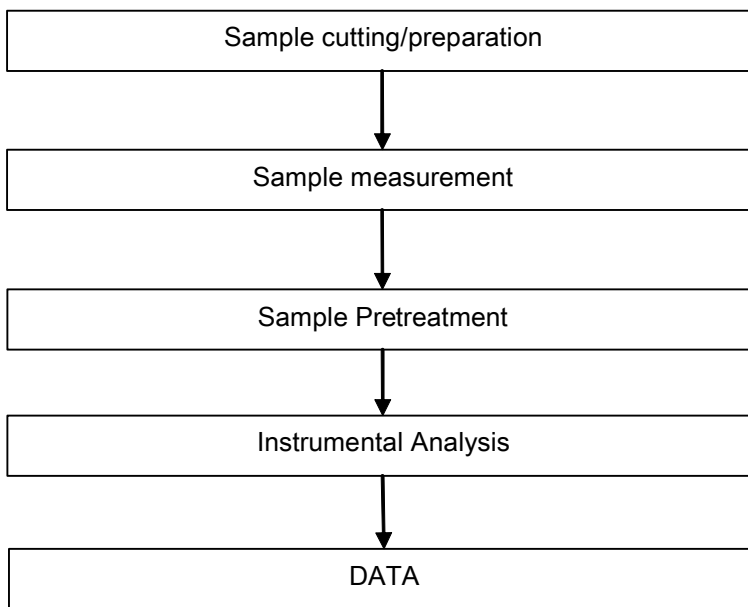 Sample cutting/preparation
Sample measurement
Sample Pretreatment
Instrumental Analysis
DATA